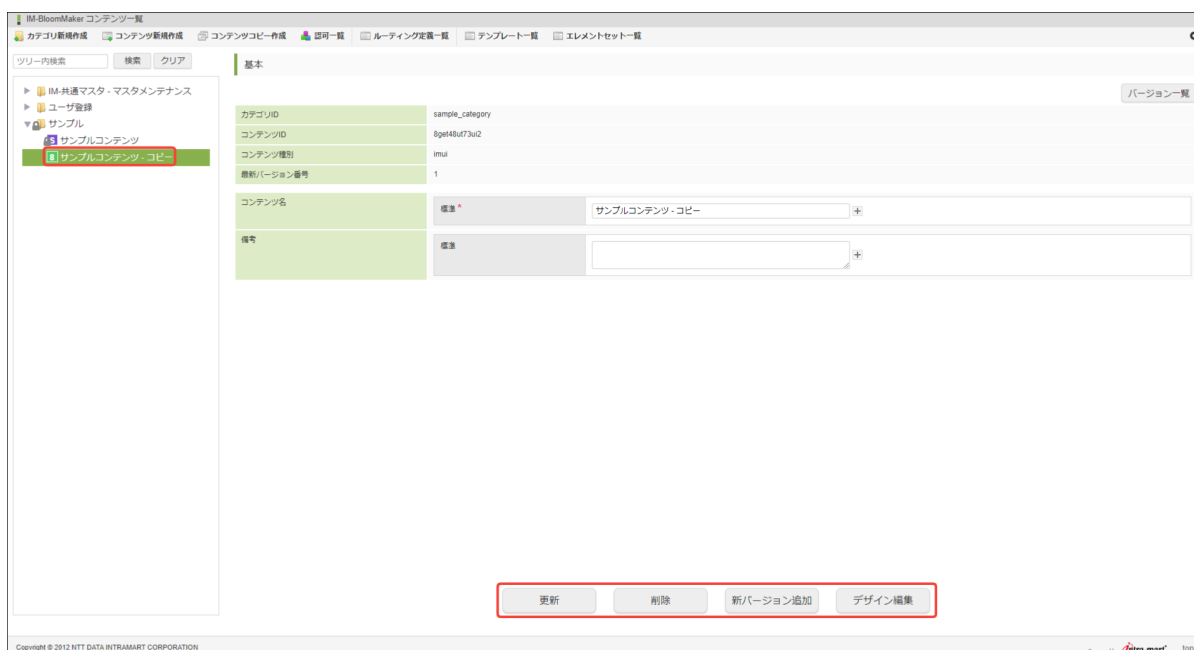 IM-BloomMaker コンテンツ一覧
カテゴリ新規作成 コンテンツ新規作成 コンテンツコピー作成 認可一覧 ルーティング定義一覧 テンプレート一覧 エレメントセット一覧
ツリー内検索 検索 クリア
基本
IM-共通マスタ - マスタメンテナンス
バージョン一覧
ユーザ登録
カテゴリID sample_category
サンプル
コンテンツID 8get48ut73ui2
サンプルコンテンツ
コンテンツ種別 imui
サンプルコンテンツ - コピー
最新バージョン番号 1
コンテンツ名 標準 * サンプルコンテンツ - コピー
備考 標準
更新 削除 新バージョン追加 デザイン編集
Copyright © 2012 NTT DATA INTRAMART CORPORATION
intra-mart top